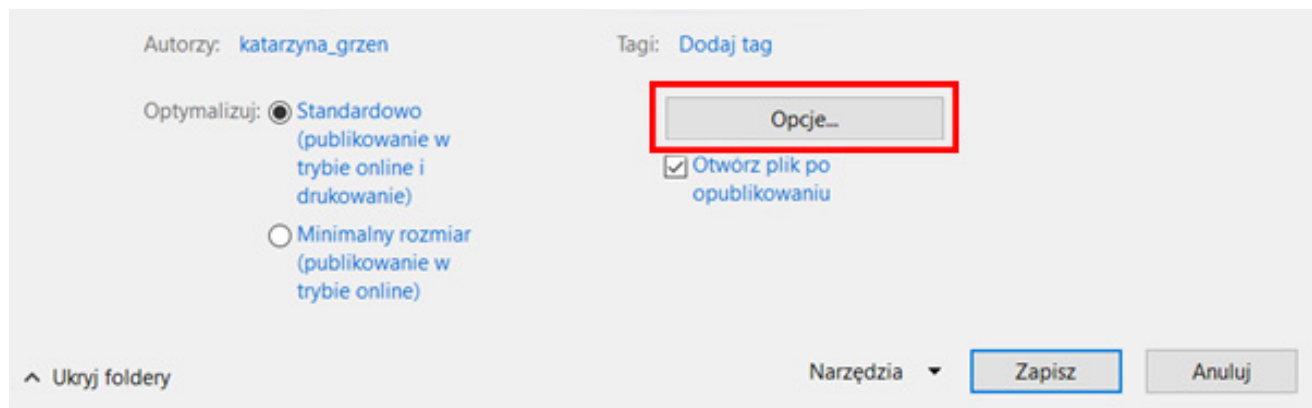 Autorzy: katarzyna_grzen Tagi: Dodaj tag
Optymalizuj: Standardowo
(publikowanie w
trybie online i
drukowanie)
Minimalny rozmiar
(publikowanie w
trybie online)
Opcje...
Otwórz plik po
opublikowaniu
Ukryj foldery Narzędzia Zapisz Anuluj